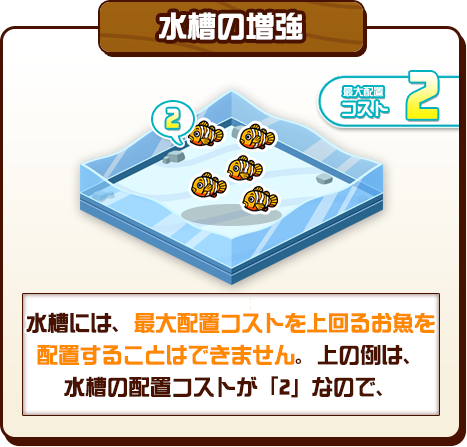 水槽の増強
最大配置
コスト 2
2
水槽には、最大配置コストを上回るお魚を
配置することはできません。上の例は、
水槽の配置コストが「2」なので、